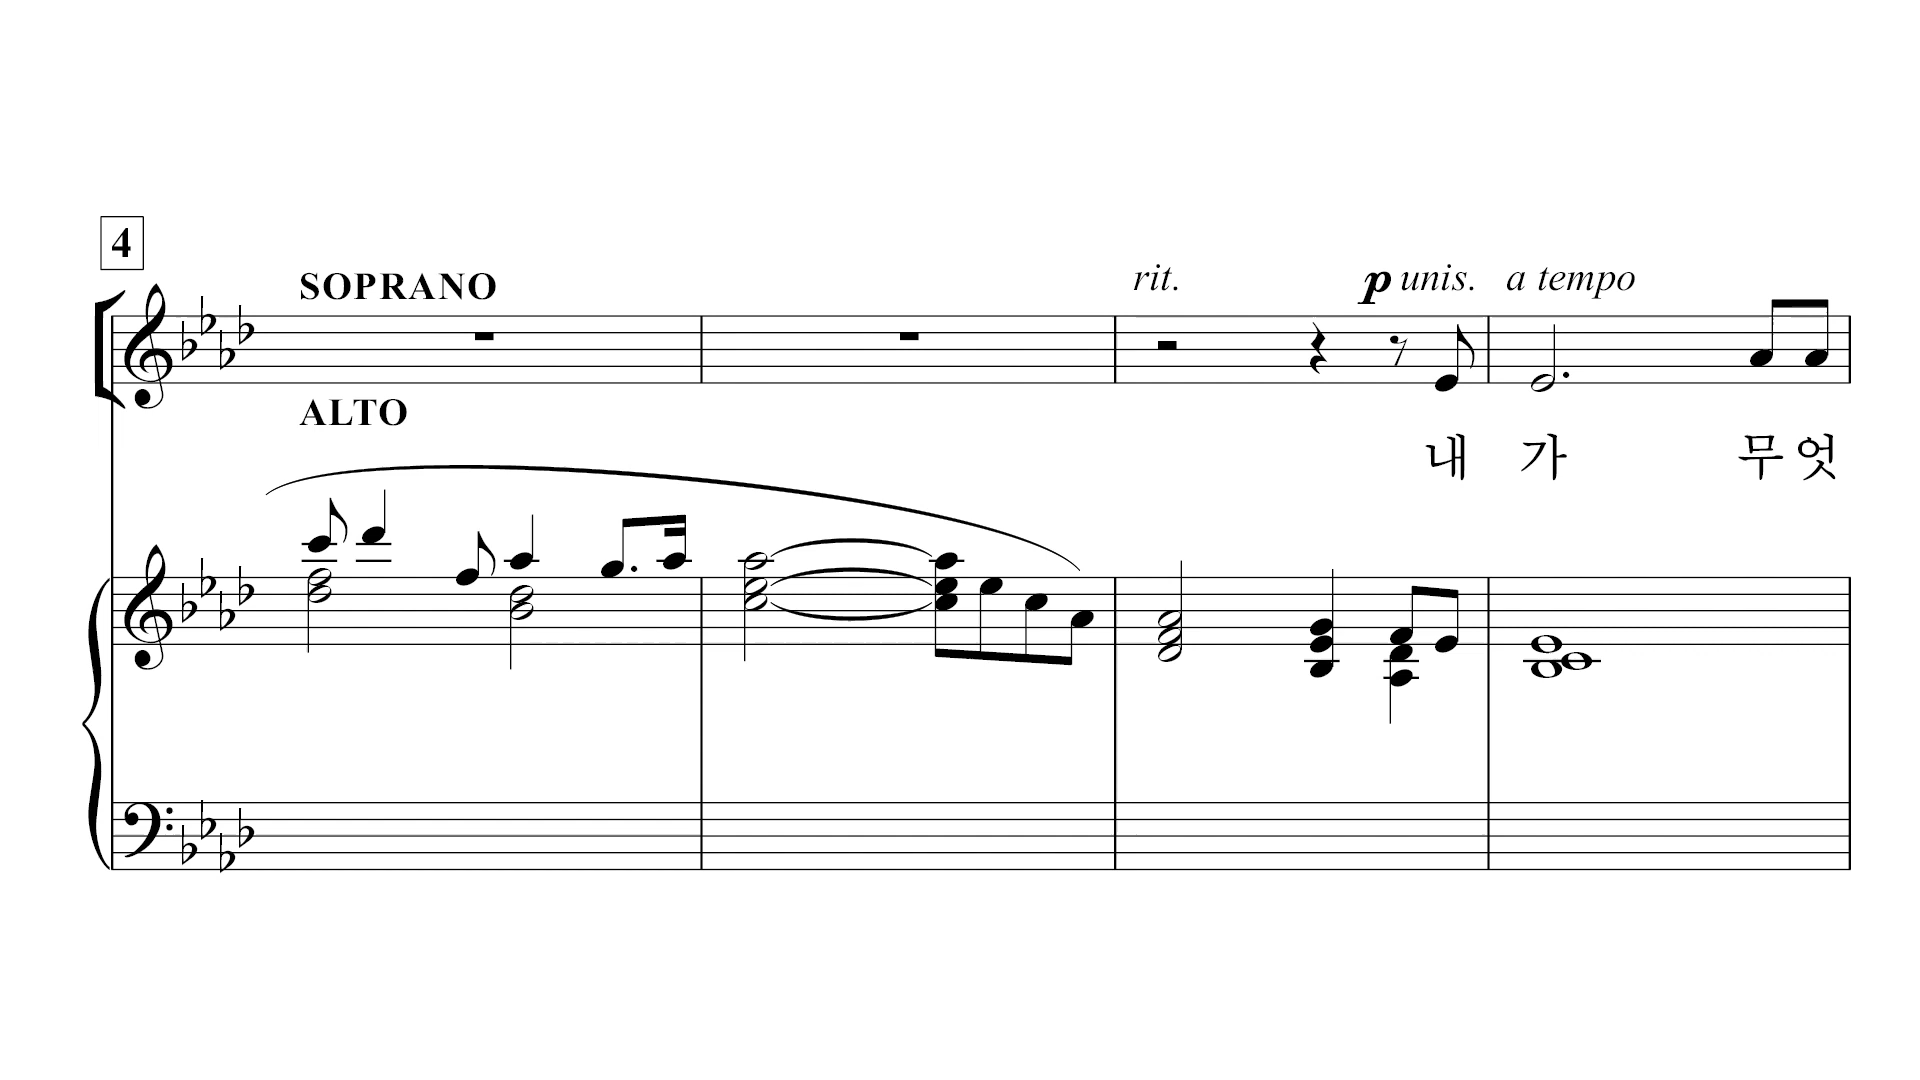 4
SOPRANO
rit. p unis. a tempo
ALTO
내 가 무 엇